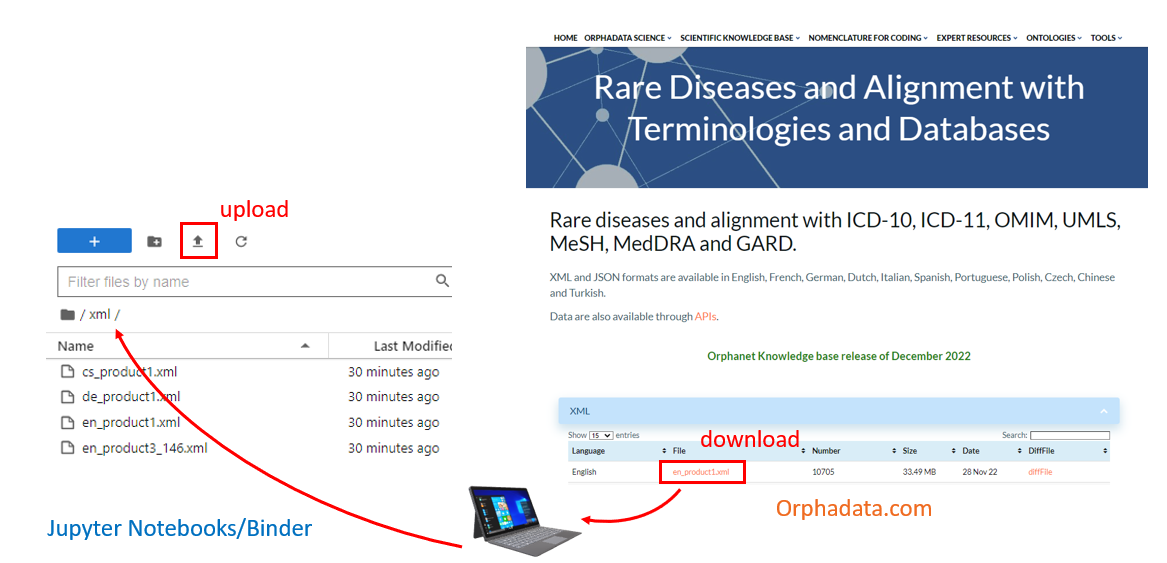 HOME ORPHADATA SCIENCE SCIENTIFIC KNOWLEDGE BASE NOMENCLATURE FOR CODING EXPERT RESOURCES ONTOLOGIES TOOLS
Rare Diseases and Alignment with
Terminologies and Databases
Rare diseases and alignment with ICD-10, ICD-11, OMIM, UMLS,
MeSH, MedDRA and GARD.
XML and JSON formats are available in English, French, German, Dutch, Italian, Spanish, Portuguese, Polish, Czech, Chinese
and Turkish.
Data are also available through APIs.
Orphanet Knowledge base release of December 2022
XML
Show 15 entries
download
Search:
Language File Number Size Date DiffFile
English en_product1.xml 10705 33.49 MB 28 Nov 22 diffFile
Orphadata.com
upload
+
Filter files by name
/ xml /
Name Last Modified
cs_product1.xml 30 minutes ago
de_product1.xml 30 minutes ago
en_product1.xml 30 minutes ago
en_product3_146.xml 30 minutes ago
Jupyter Notebooks/Binder